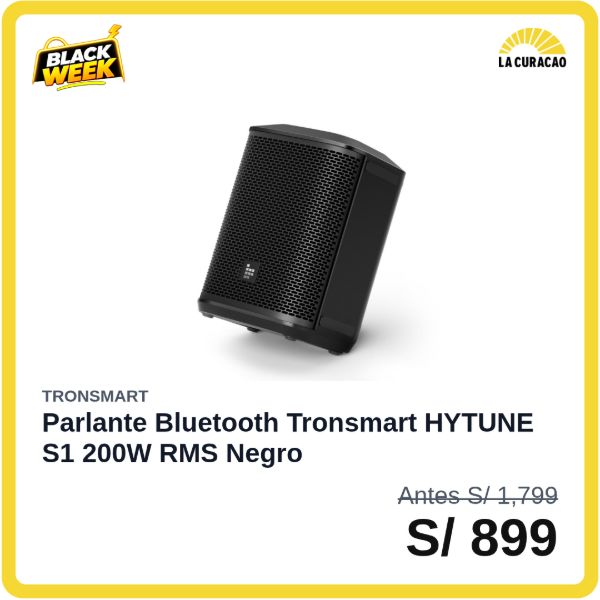 BLACK
WEEK
LA CURACAO
TRONSMART
Parlante Bluetooth Tronsmart HYTUNE
S1 200W RMS Negro
Antes S/ 1,799
S/ 899